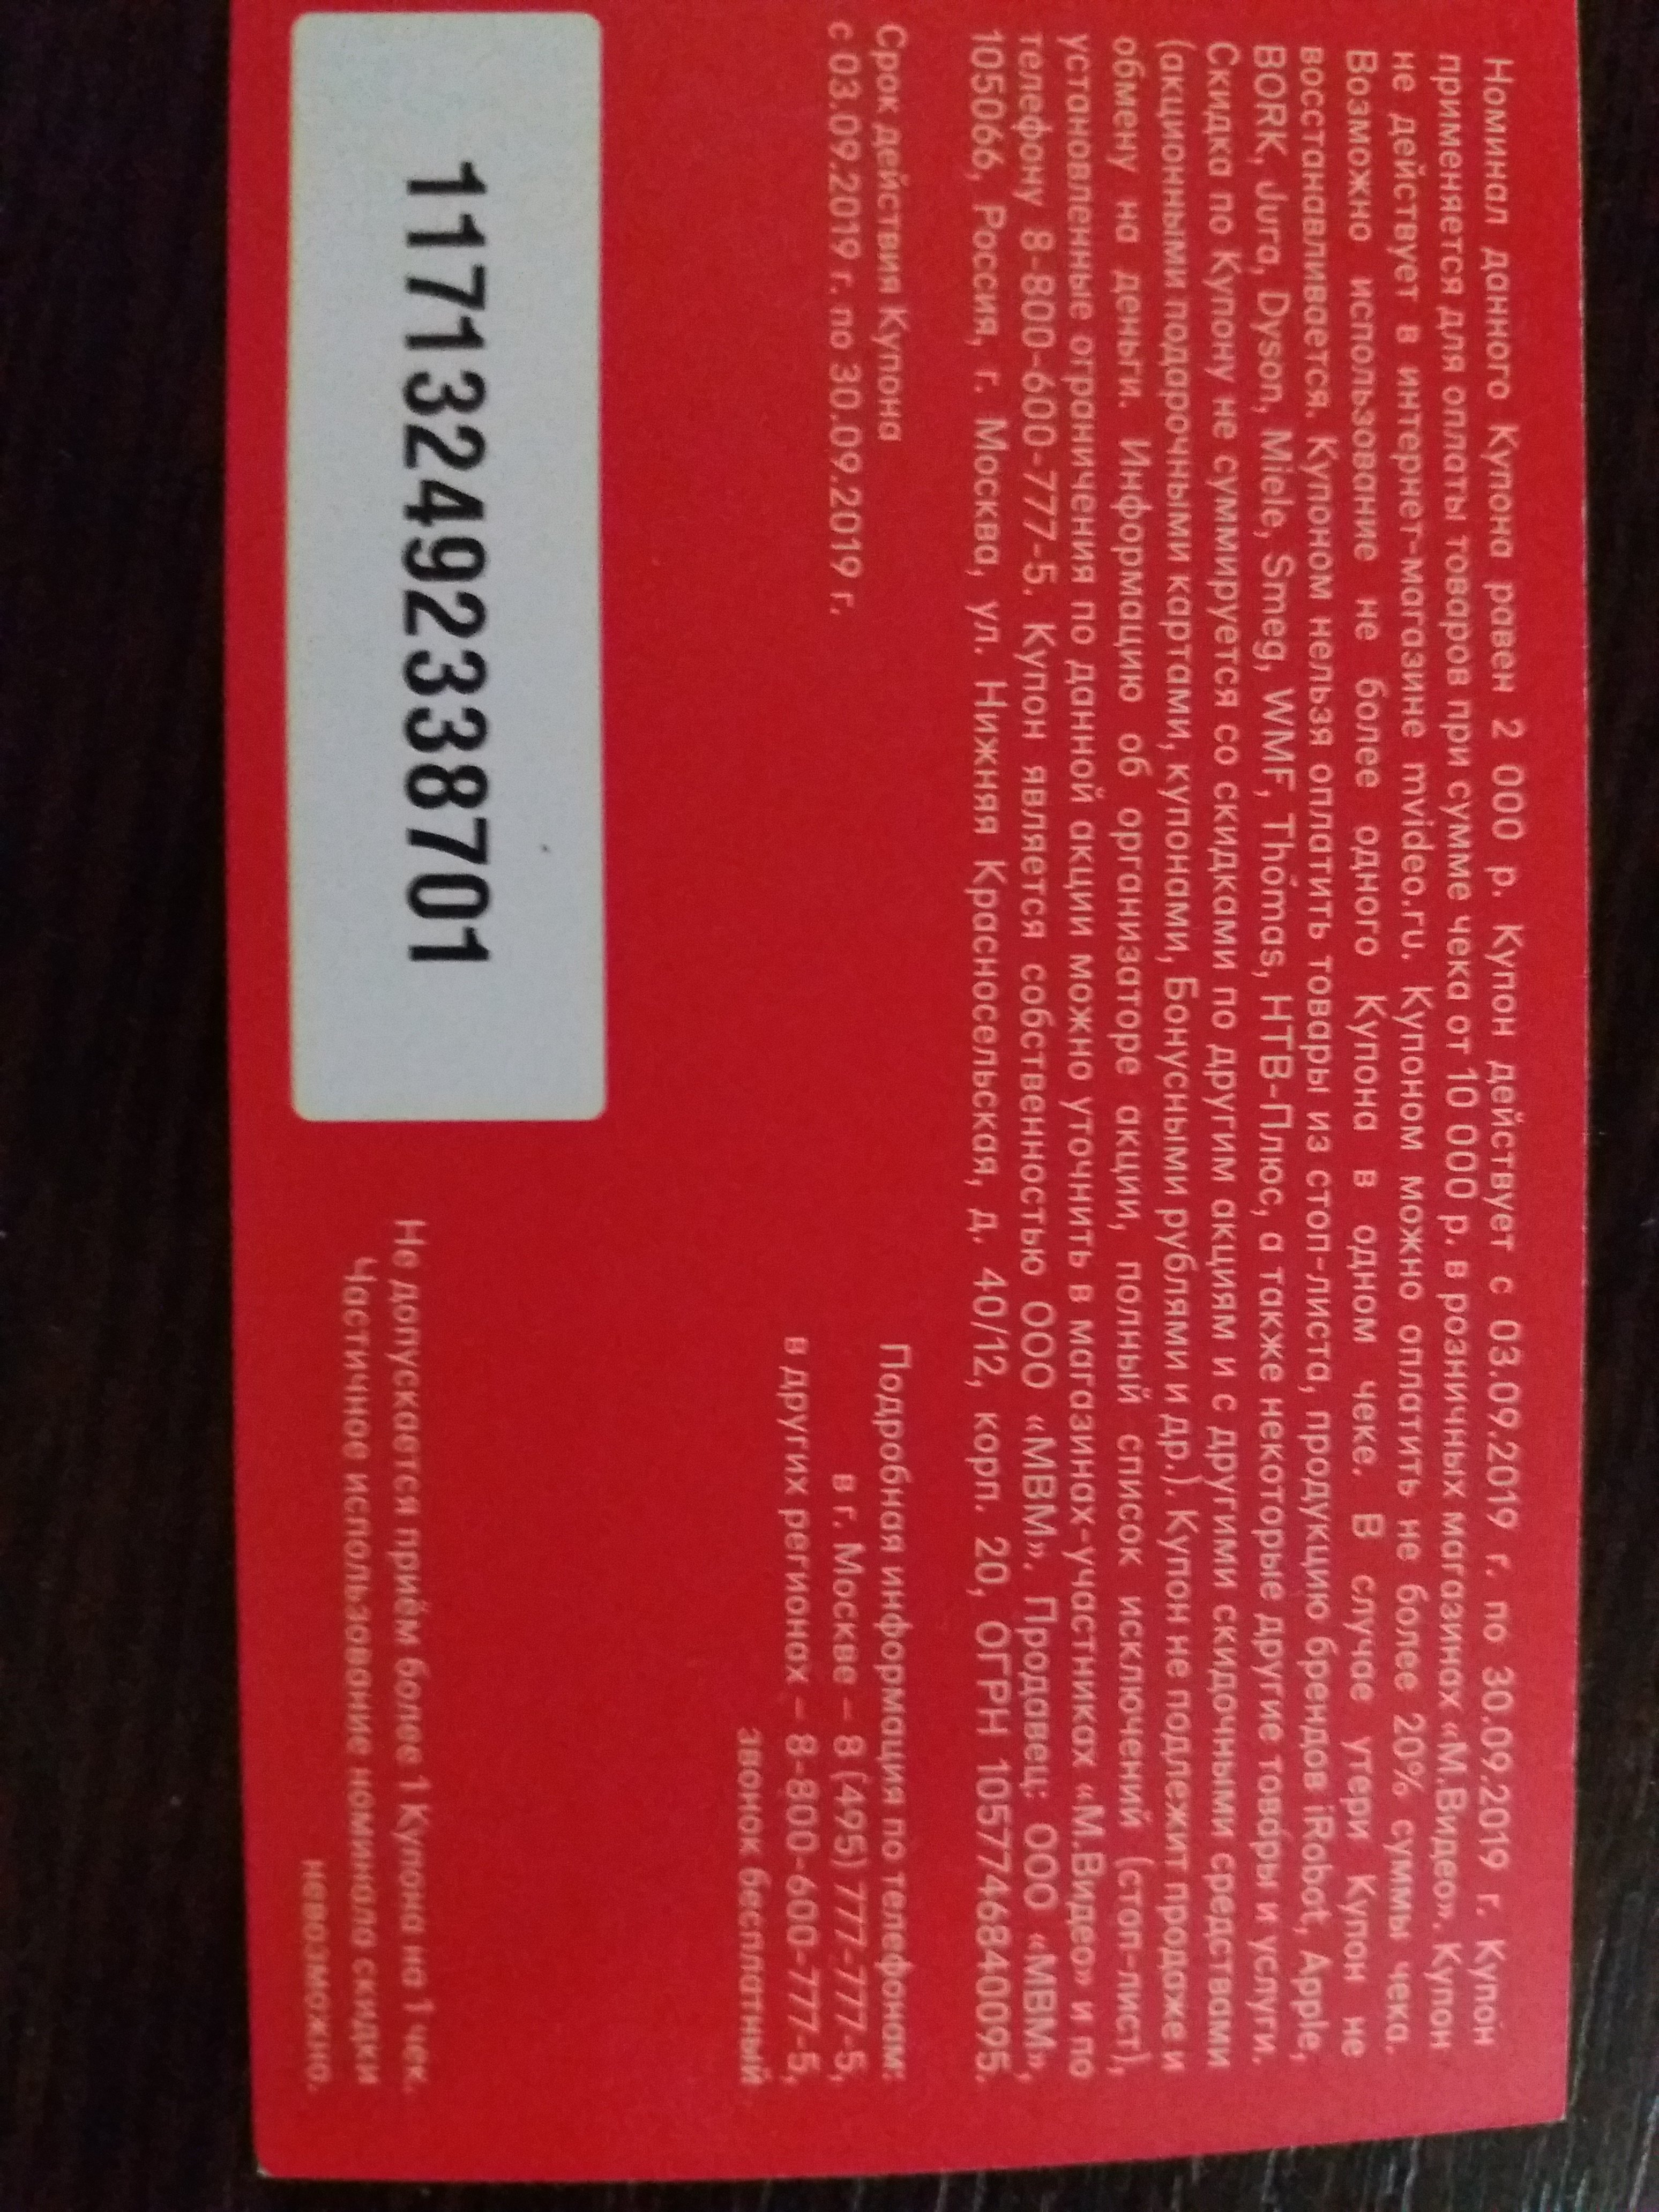 Номинал данного Купона равен 2 000 р. Купон действует с 03.09.2019 г. по 30.09.2019 г. Купон
применяется для оплаты товаров при сумме чека от 10 000 р. в розничных магазинах «М.Видео». Купон
не действует в интернет-магазине mvideo.ru. Купоном можно оплатить не более 20% суммы чека.
Возможно использование не более одного Купона в одном чеке. В случае утери Купон не
восстанавливается. Купоном нельзя оплатить товары из стоп-листа, продукцию брендов iRobot, Apple,
BORK, Jura, Dyson, Miele, Smeg, WMF, Thomas, НТВ-Плюс, а также некоторые другие товары и услуги.
Скидка по Купону не суммируется со скидками по другим акциям и с другими скидочными средствами
(акционными подарочными картами, купонами, Бонусными рублями и др.). Купон не подлежит продаже и
обмену на деньги. Информацию об организаторе акции, полный список исключений (стоп-лист),
установленные ограничения по данной акции можно уточнить в магазинах-участниках «М.Видео» и по
телефону 8-800-600-777-5. Купон является собственностью ООО «МВМ». Продавец: ООО «МВМ»,
105066, Россия, г. Москва, ул. Нижняя Красносельская, д. 40/12, корп. 20, ОГРН 1057746840095.
Срок действия Купона
с 03.09.2019 г. по 30.09.2019 г.
Подробная информация по телефонам:
в г. Москве – 8 (495) 777-777-5,
в других регионах – 8-800-600-777-5,
звонок бесплатный
117132492338701
Не допускается приём более 1 Купона на 1 чек.
Частичное использование номинала скидки
невозможно.